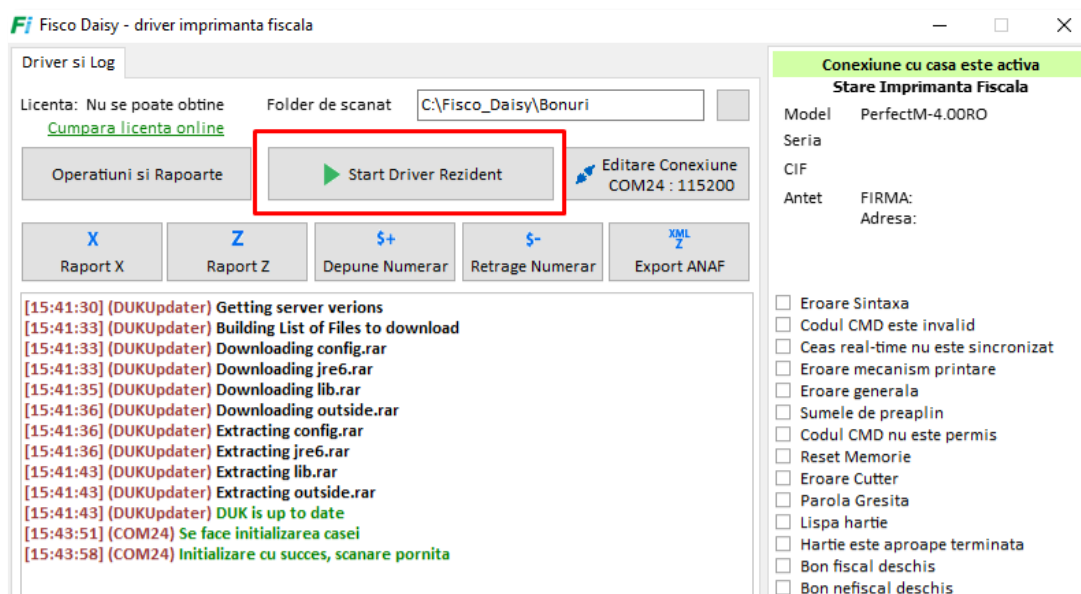 Fi Fisco Daisy - driver imprimanta fiscala
Driver si Log
Licenta: Nu se poate obtine
Cumpara licenta online
Folder de scanat
C:\Fisco_Daisy\Bonuri
Operatiuni si Rapoarte
Start Driver Rezident
Editare Conexiune
COM24 : 115200
X
Raport X
Z
Raport Z
$+
Depune Numerar
$-
Retrage Numerar
XML
Z
Export ANAF
[15:41:30] (DUKUpdater) Getting server verions
[15:41:33] (DUKUpdater) Building List of Files to download
[15:41:33] (DUKUpdater) Downloading config.rar
[15:41:33] (DUKUpdater) Downloading jre6.rar
[15:41:35] (DUKUpdater) Downloading lib.rar
[15:41:36] (DUKUpdater) Downloading outside.rar
[15:41:36] (DUKUpdater) Extracting config.rar
[15:41:36] (DUKUpdater) Extracting jre6.rar
[15:41:43] (DUKUpdater) Extracting lib.rar
[15:41:43] (DUKUpdater) Extracting outside.rar
[15:41:43] (DUKUpdater) DUK is up to date
[15:43:51] (COM24) Se face initializarea casei
[15:43:58] (COM24) Initializare cu succes, scanare pornita
Conexiune cu casa este activa
Stare Imprimanta Fiscala
Model PerfectM-4.00RO
Seria
CIF
Antet FIRMA:
Adresa:
Eroare Sintaxa
Codul CMD este invalid
Ceas real-time nu este sincronizat
Eroare mecanism printare
Eroare generala
Sumele de preaplin
Codul CMD nu este permis
Reset Memorie
Eroare Cutter
Parola Gresita
Lispa hartie
Hartie este aproape terminata
Bon fiscal deschis
Bon nefiscal deschis